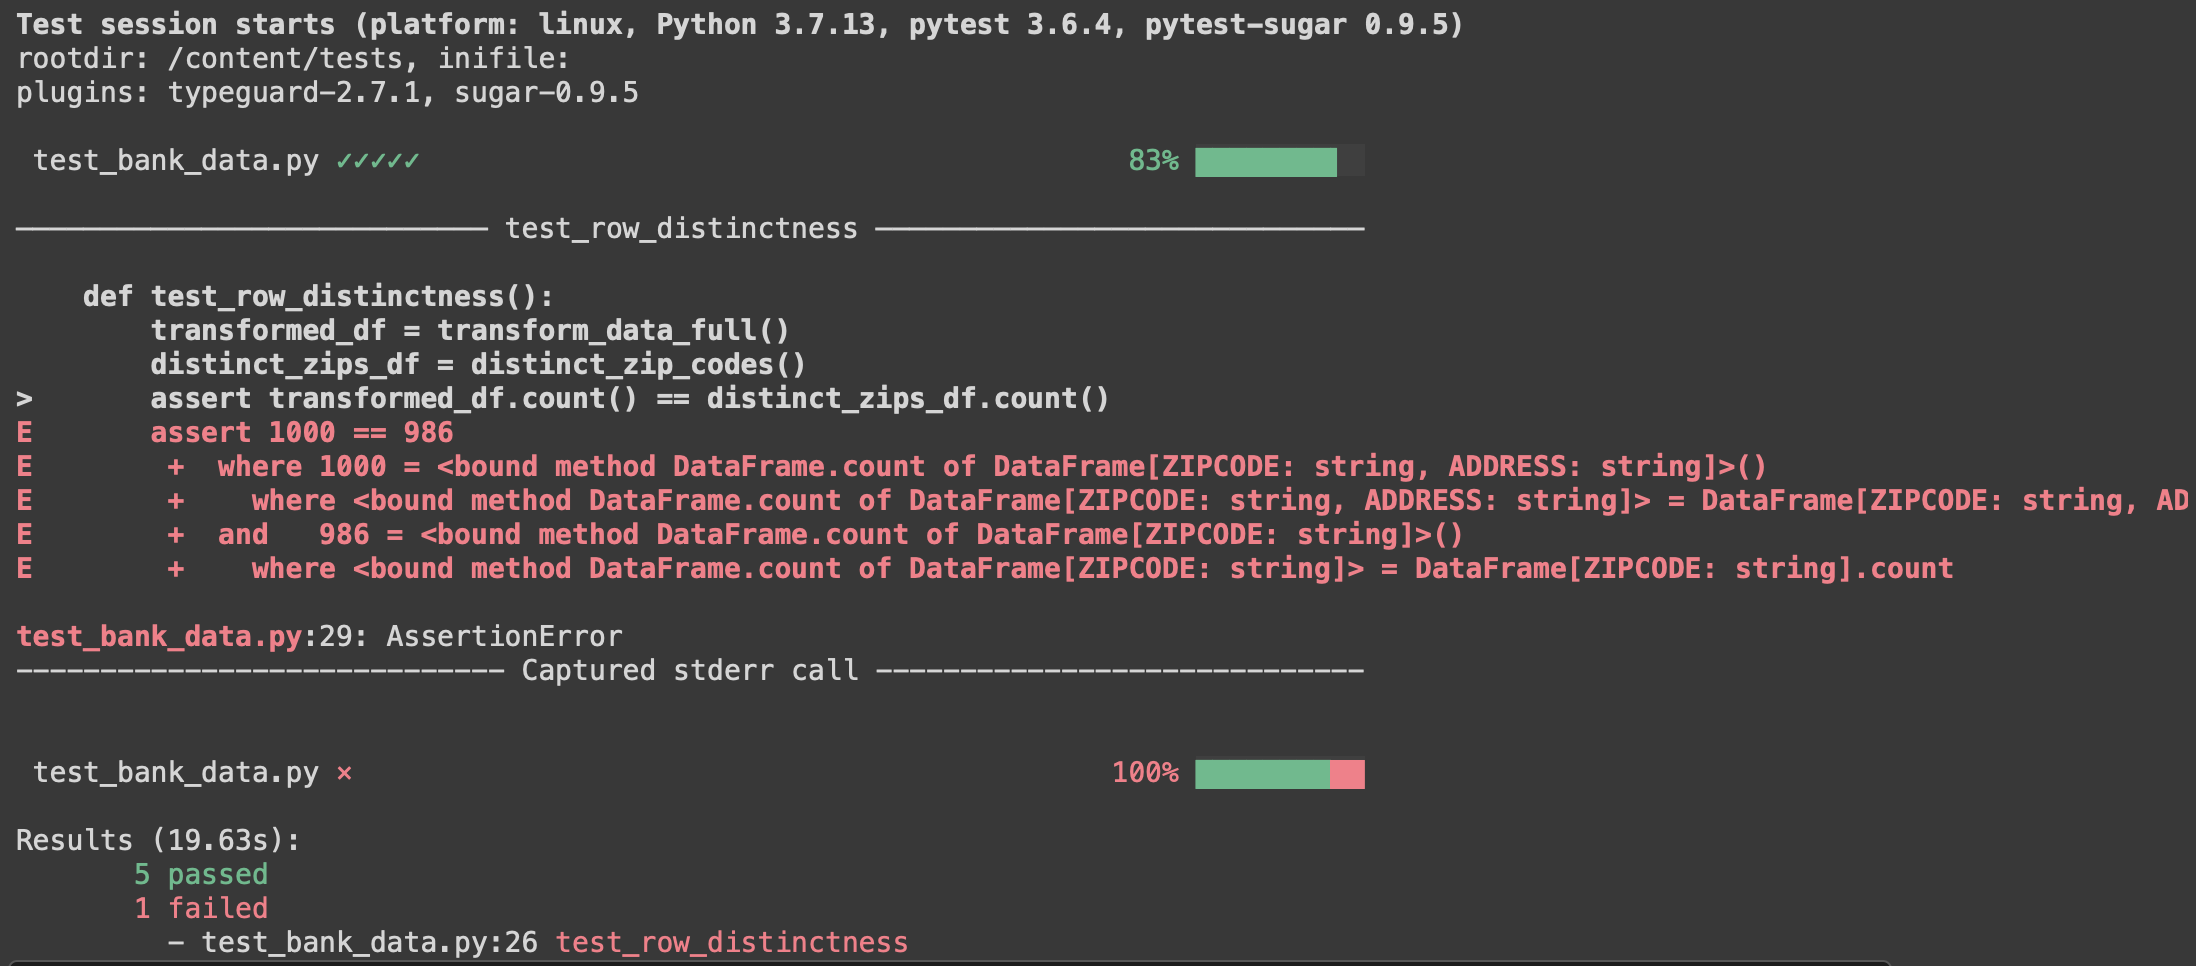 Test session starts (platform: linux, Python 3.7.13, pytest 3.6.4, pytest-sugar 0.9.5)
rootdir: /content/tests, inifile:
plugins: typeguard-2.7.1, sugar-0.9.5

 test_bank_data.py ✓✓✓✓✓ 83%

test_row_distinctness

    def test_row_distinctness():
        transformed_df = transform_data_full()
        distinct_zips_df = distinct_zip_codes()
>       assert transformed_df.count() == distinct_zips_df.count()
E       assert 1000 == 986
E        +  where 1000 = <bound method DataFrame.count of DataFrame[ZIPCODE: string, ADDRESS: string]>()
E        +    where <bound method DataFrame.count of DataFrame[ZIPCODE: string, ADDRESS: string]> = DataFrame[ZIPCODE: string, AD
E        +  and   986 = <bound method DataFrame.count of DataFrame[ZIPCODE: string]>()
E        +    where <bound method DataFrame.count of DataFrame[ZIPCODE: string]> = DataFrame[ZIPCODE: string].count

test_bank_data.py:29: AssertionError
------------------------------ Captured stderr call ------------------------------

 test_bank_data.py × 100%

Results (19.63s):
       5 passed
       1 failed
         - test_bank_data.py:26 test_row_distinctness